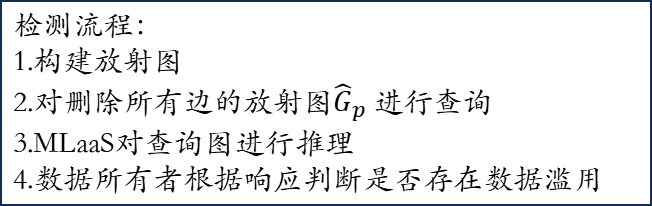 检测流程：
1.构建放射图
2.对删除所有边的放射图Ĝₚ 进行查询
3.MLaaS对查询图进行推理
4.数据所有者根据响应判断是否存在数据滥用